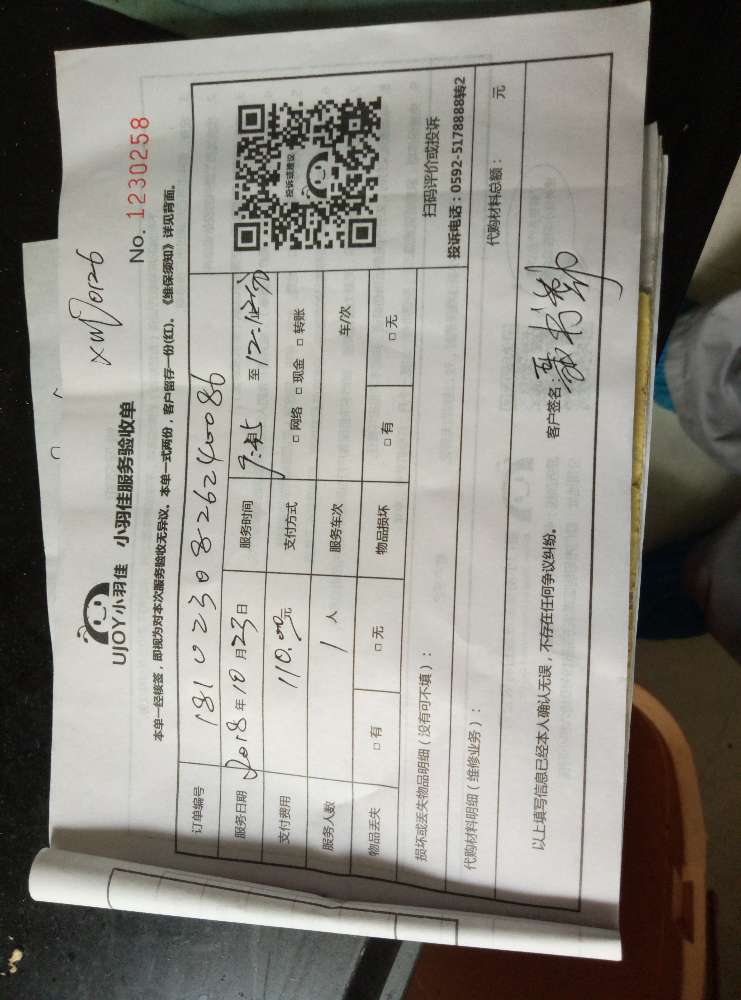 xmp0126
UJOY小羽佳 小羽佳服务验收单
No. 1230258
本单一经接签，即视为对本次服务验收无异议。本单一式两份，客户留存一份(红)。《维保须知》详见背面。
订单编号 1810230826240086
服务日期 2018年10月23日 服务时间 9:45 至 12:
支付费用 110.00元 支付方式 □ 网络 □ 现金 □ 转账
服务人数 1 人 服务车次 车/次
物品丢失 □ 有 □ 无 物品损坏 □ 有 □ 无
投诉或建议
扫码评价或投诉
投诉电话：0592-5178888转2
损坏或丢失物品明细（没有可不填）：
代购材料明细（维修业务）： 代购材料总额： 元
以上填写信息已经本人确认无误，不存在任何争议纠纷。 客户签名：